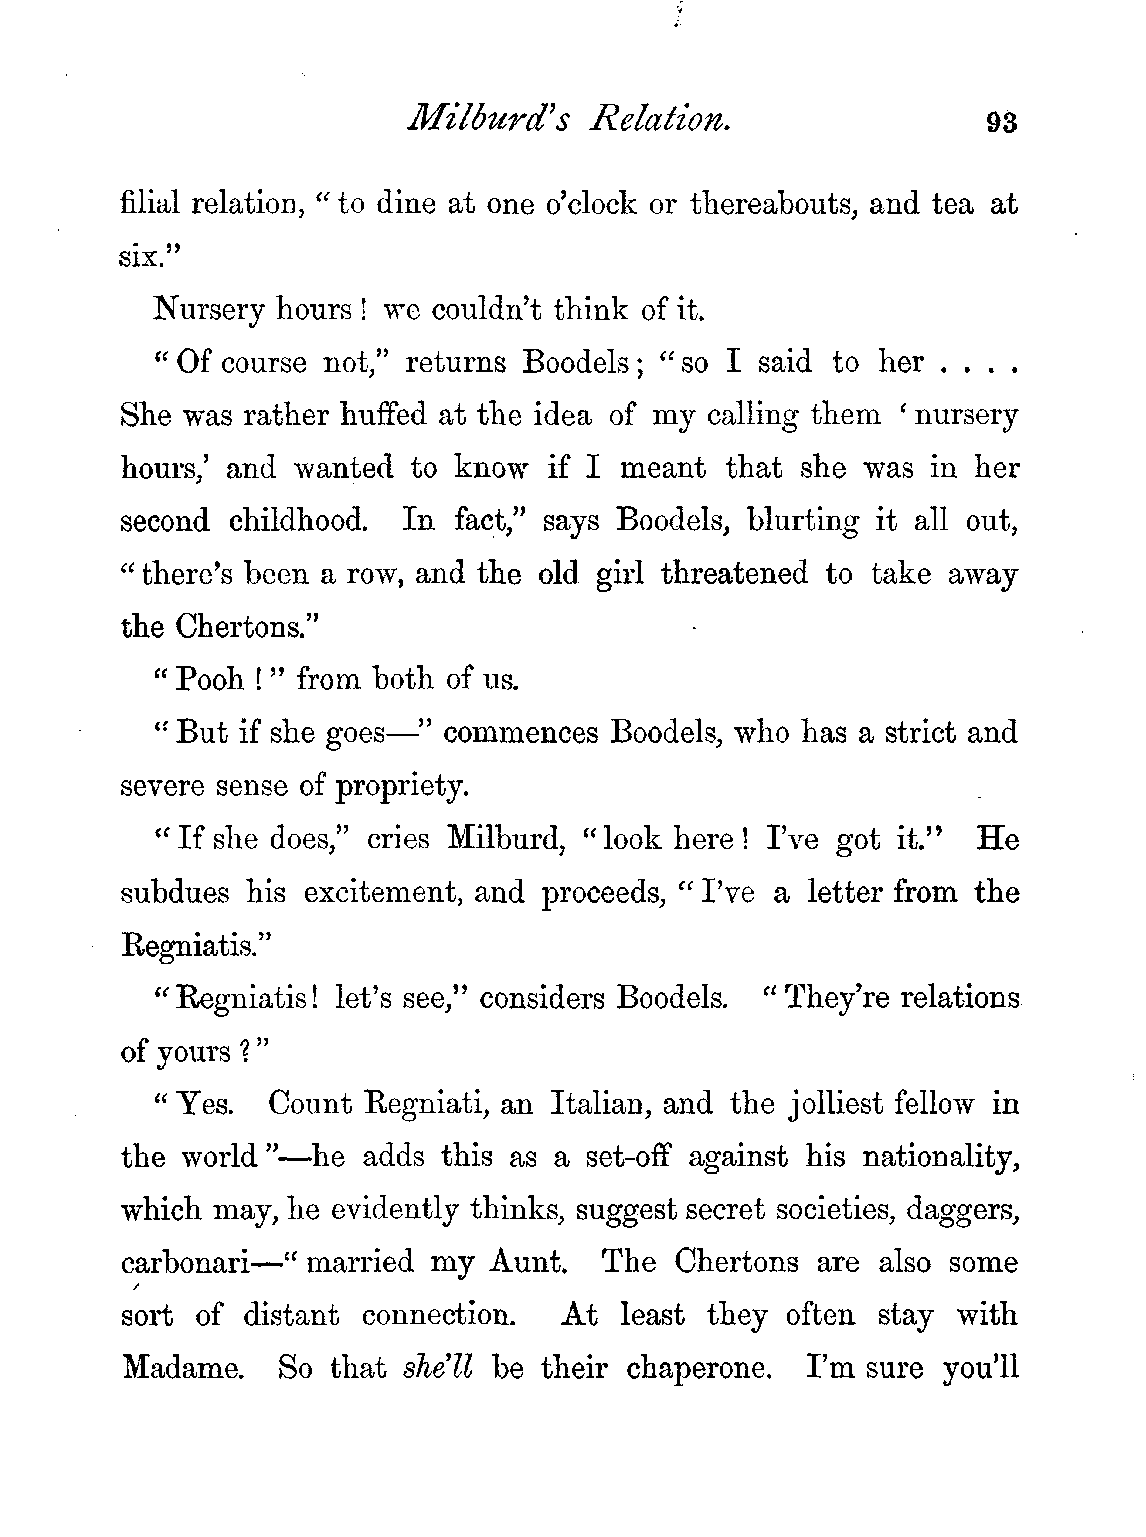 Milburd's Relation. 93
filial relation, "to dine at one o'clock or thereabouts, and tea at
six."
Nursery hours! we couldn't think of it.
"Of course not," returns Boodels; "so I said to her . . . .
She was rather huffed at the idea of my calling them 'nursery
hours,' and wanted to know if I meant that she was in her
second childhood. In fact," says Boodels, blurting it all out,
"there's been a row, and the old girl threatened to take away
the Chertons."
"Pooh!" from both of us.
"But if she goes—" commences Boodels, who has a strict and
severe sense of propriety.
"If she does," cries Milburd, "look here! I've got it." He
subdues his excitement, and proceeds, "I've a letter from the
Regniatis."
"Regniatis! let's see," considers Boodels. "They're relations
of yours?"
"Yes. Count Regniati, an Italian, and the jolliest fellow in
the world"—he adds this as a set-off against his nationality,
which may, he evidently thinks, suggest secret societies, daggers,
carbonari—"married my Aunt. The Chertons are also some
sort of distant connection. At least they often stay with
Madame. So that she'll be their chaperone. I'm sure you'll